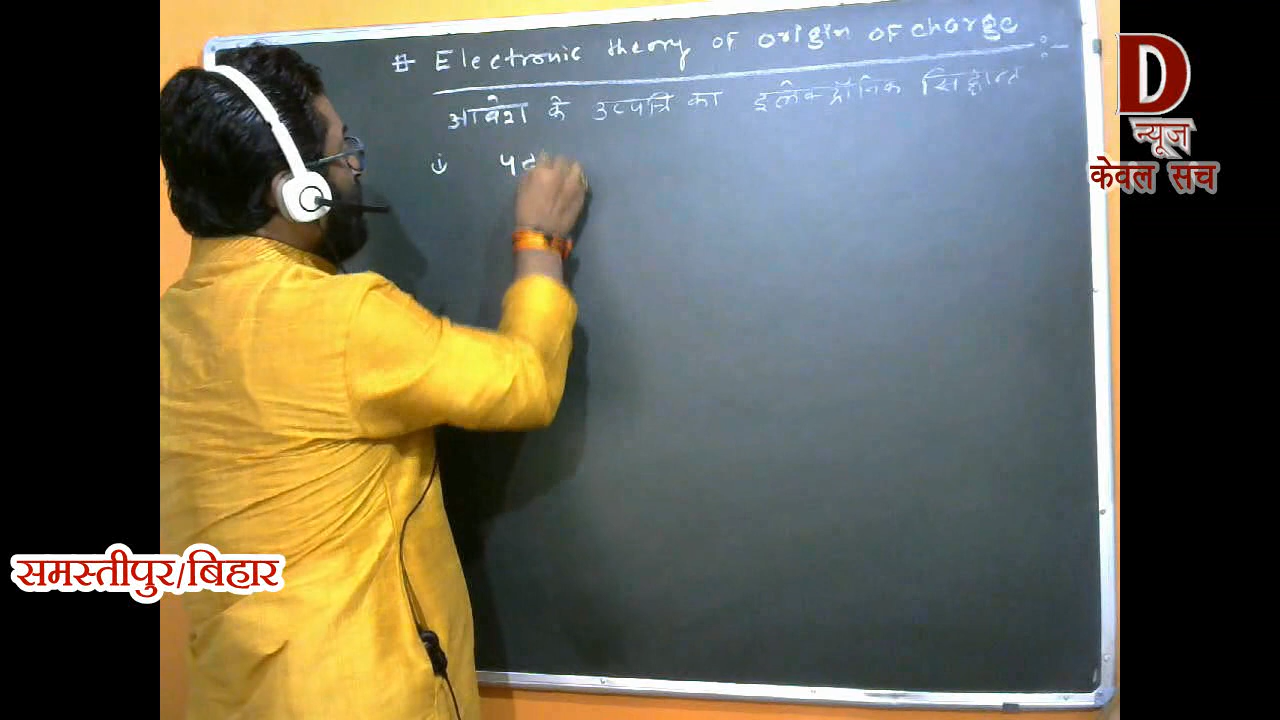 # Electronic theory of origin of charge :-
आवेश के उत्पत्ति का इलेक्ट्रॉनिक सिद्धान्त
D
न्यूज
केवल सच
समस्तीपुर/बिहार